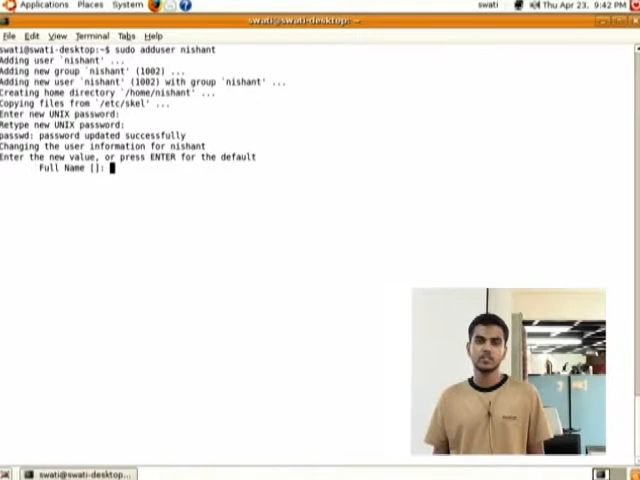 Applications Places System
swati
Thu Apr 23, 9:42 PM
swati@swati-desktop: ~
File Edit View Terminal Tabs Help
swati@swati-desktop:~$ sudo adduser nishant
Adding user `nishant' ...
Adding new group `nishant' (1002) ...
Adding new user `nishant' (1002) with group `nishant' ...
Creating home directory `/home/nishant' ...
Copying files from `/etc/skel' ...
Enter new UNIX password:
Retype new UNIX password:
passwd: password updated successfully
Changing the user information for nishant
Enter the new value, or press ENTER for the default
Full Name []:
swati@swati-desktop...